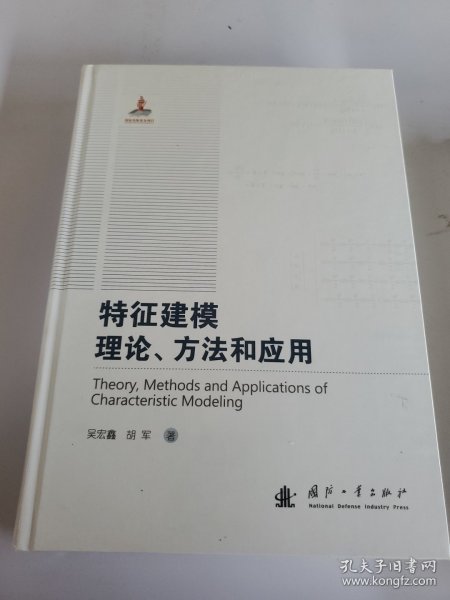 特征建模
理论、方法和应用
Theory, Methods and Applications of
Characteristic Modeling
吴宏鑫 胡军 著
国防工业出版社
National Defense Industry Press
孔夫子旧书网
www.kongfz.com